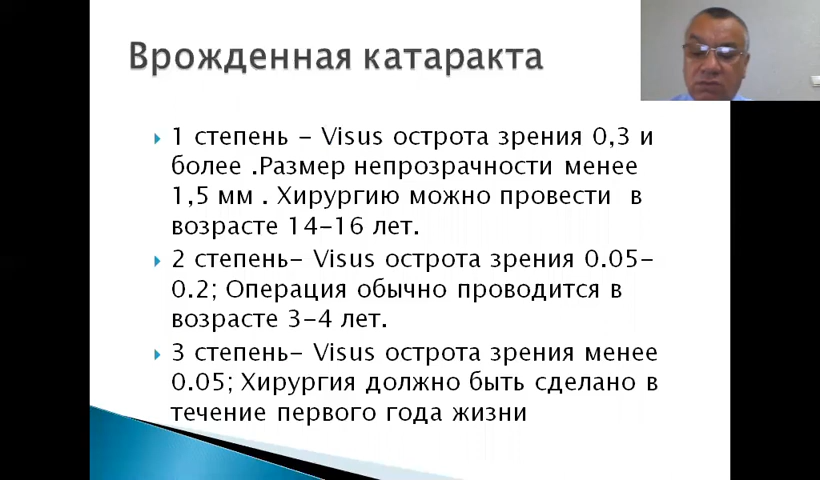 Врожденная катаракта
1 степень – Visus острота зрения 0,3 и
более .Размер непрозрачности менее
1,5 мм . Хирургию можно провести в
возрасте 14-16 лет.
2 степень- Visus острота зрения 0.05-
0.2; Операция обычно проводится в
возрасте 3-4 лет.
3 степень- Visus острота зрения менее
0.05; Хирургия должно быть сделано в
течение первого года жизни